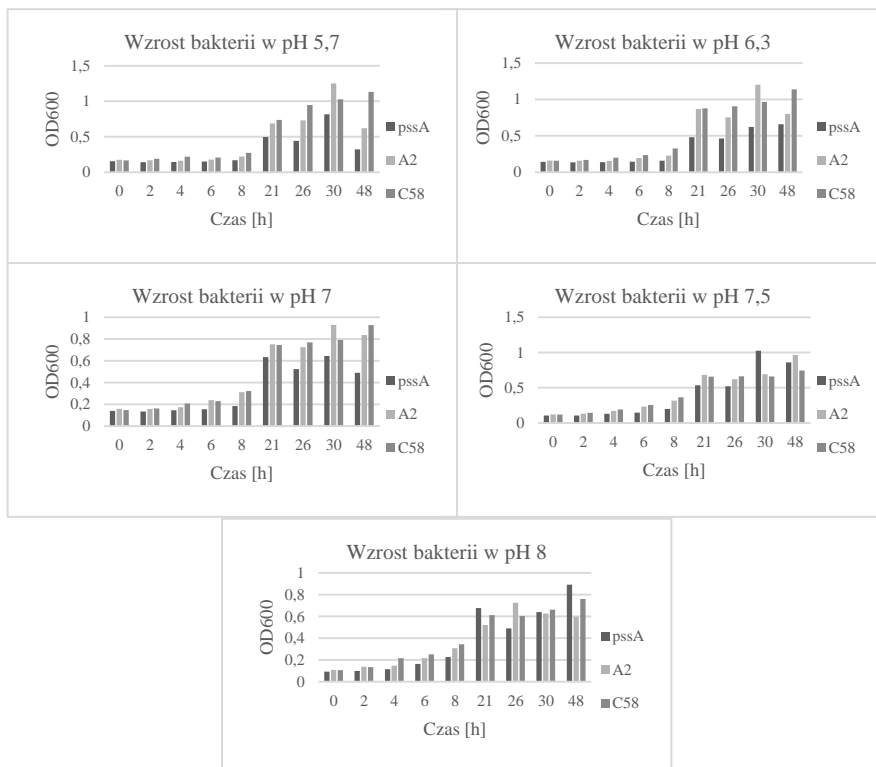 Wzrost bakterii w pH 5,7
OD600
1,5
1
0,5
0
0 2 4 6 8 21 26 30 48
Czas [h]
pssA
A2
C58
Wzrost bakterii w pH 6,3
OD600
1,5
1
0,5
0
0 2 4 6 8 21 26 30 48
Czas [h]
pssA
A2
C58
Wzrost bakterii w pH 7
OD600
1
0,8
0,6
0,4
0,2
0
0 2 4 6 8 21 26 30 48
Czas [h]
pssA
A2
C58
Wzrost bakterii w pH 7,5
OD600
1,5
1
0,5
0
0 2 4 6 8 21 26 30 48
Czas [h]
pssA
A2
C58
Wzrost bakterii w pH 8
OD600
1
0,8
0,6
0,4
0,2
0
0 2 4 6 8 21 26 30 48
Czas [h]
pssA
A2
C58